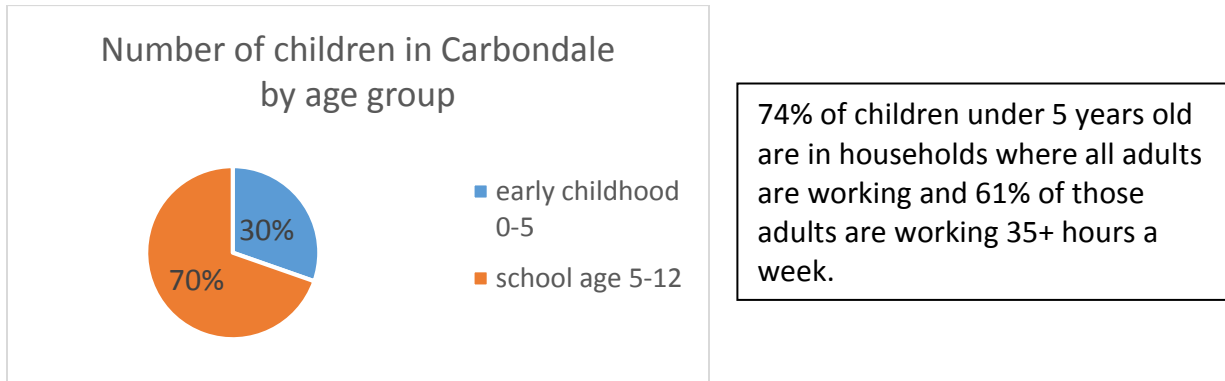 Number of children in Carbondale
by age group
30%
70%
early childhood
0-5
school age 5-12
74% of children under 5 years old
are in households where all adults
are working and 61% of those
adults are working 35+ hours a
week.